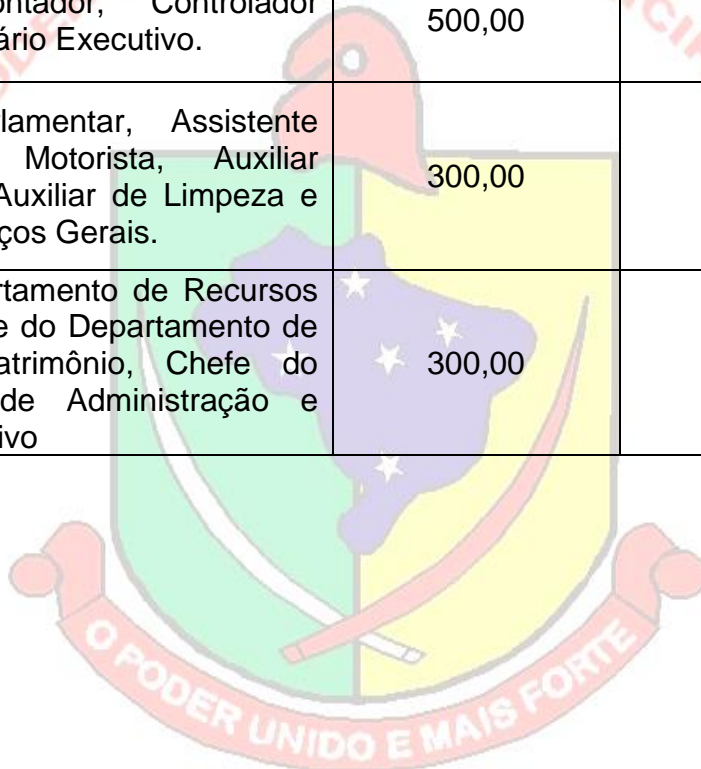 ontador, Controlador
ário Executivo.
500,00
lamentar, Assistente
Motorista, Auxiliar
Auxiliar de Limpeza e
ços Gerais.
300,00
rtamento de Recursos
e do Departamento de
atrimônio, Chefe do
de Administração e
ivo
300,00
O PODER UNIDO E MAIS FORTE